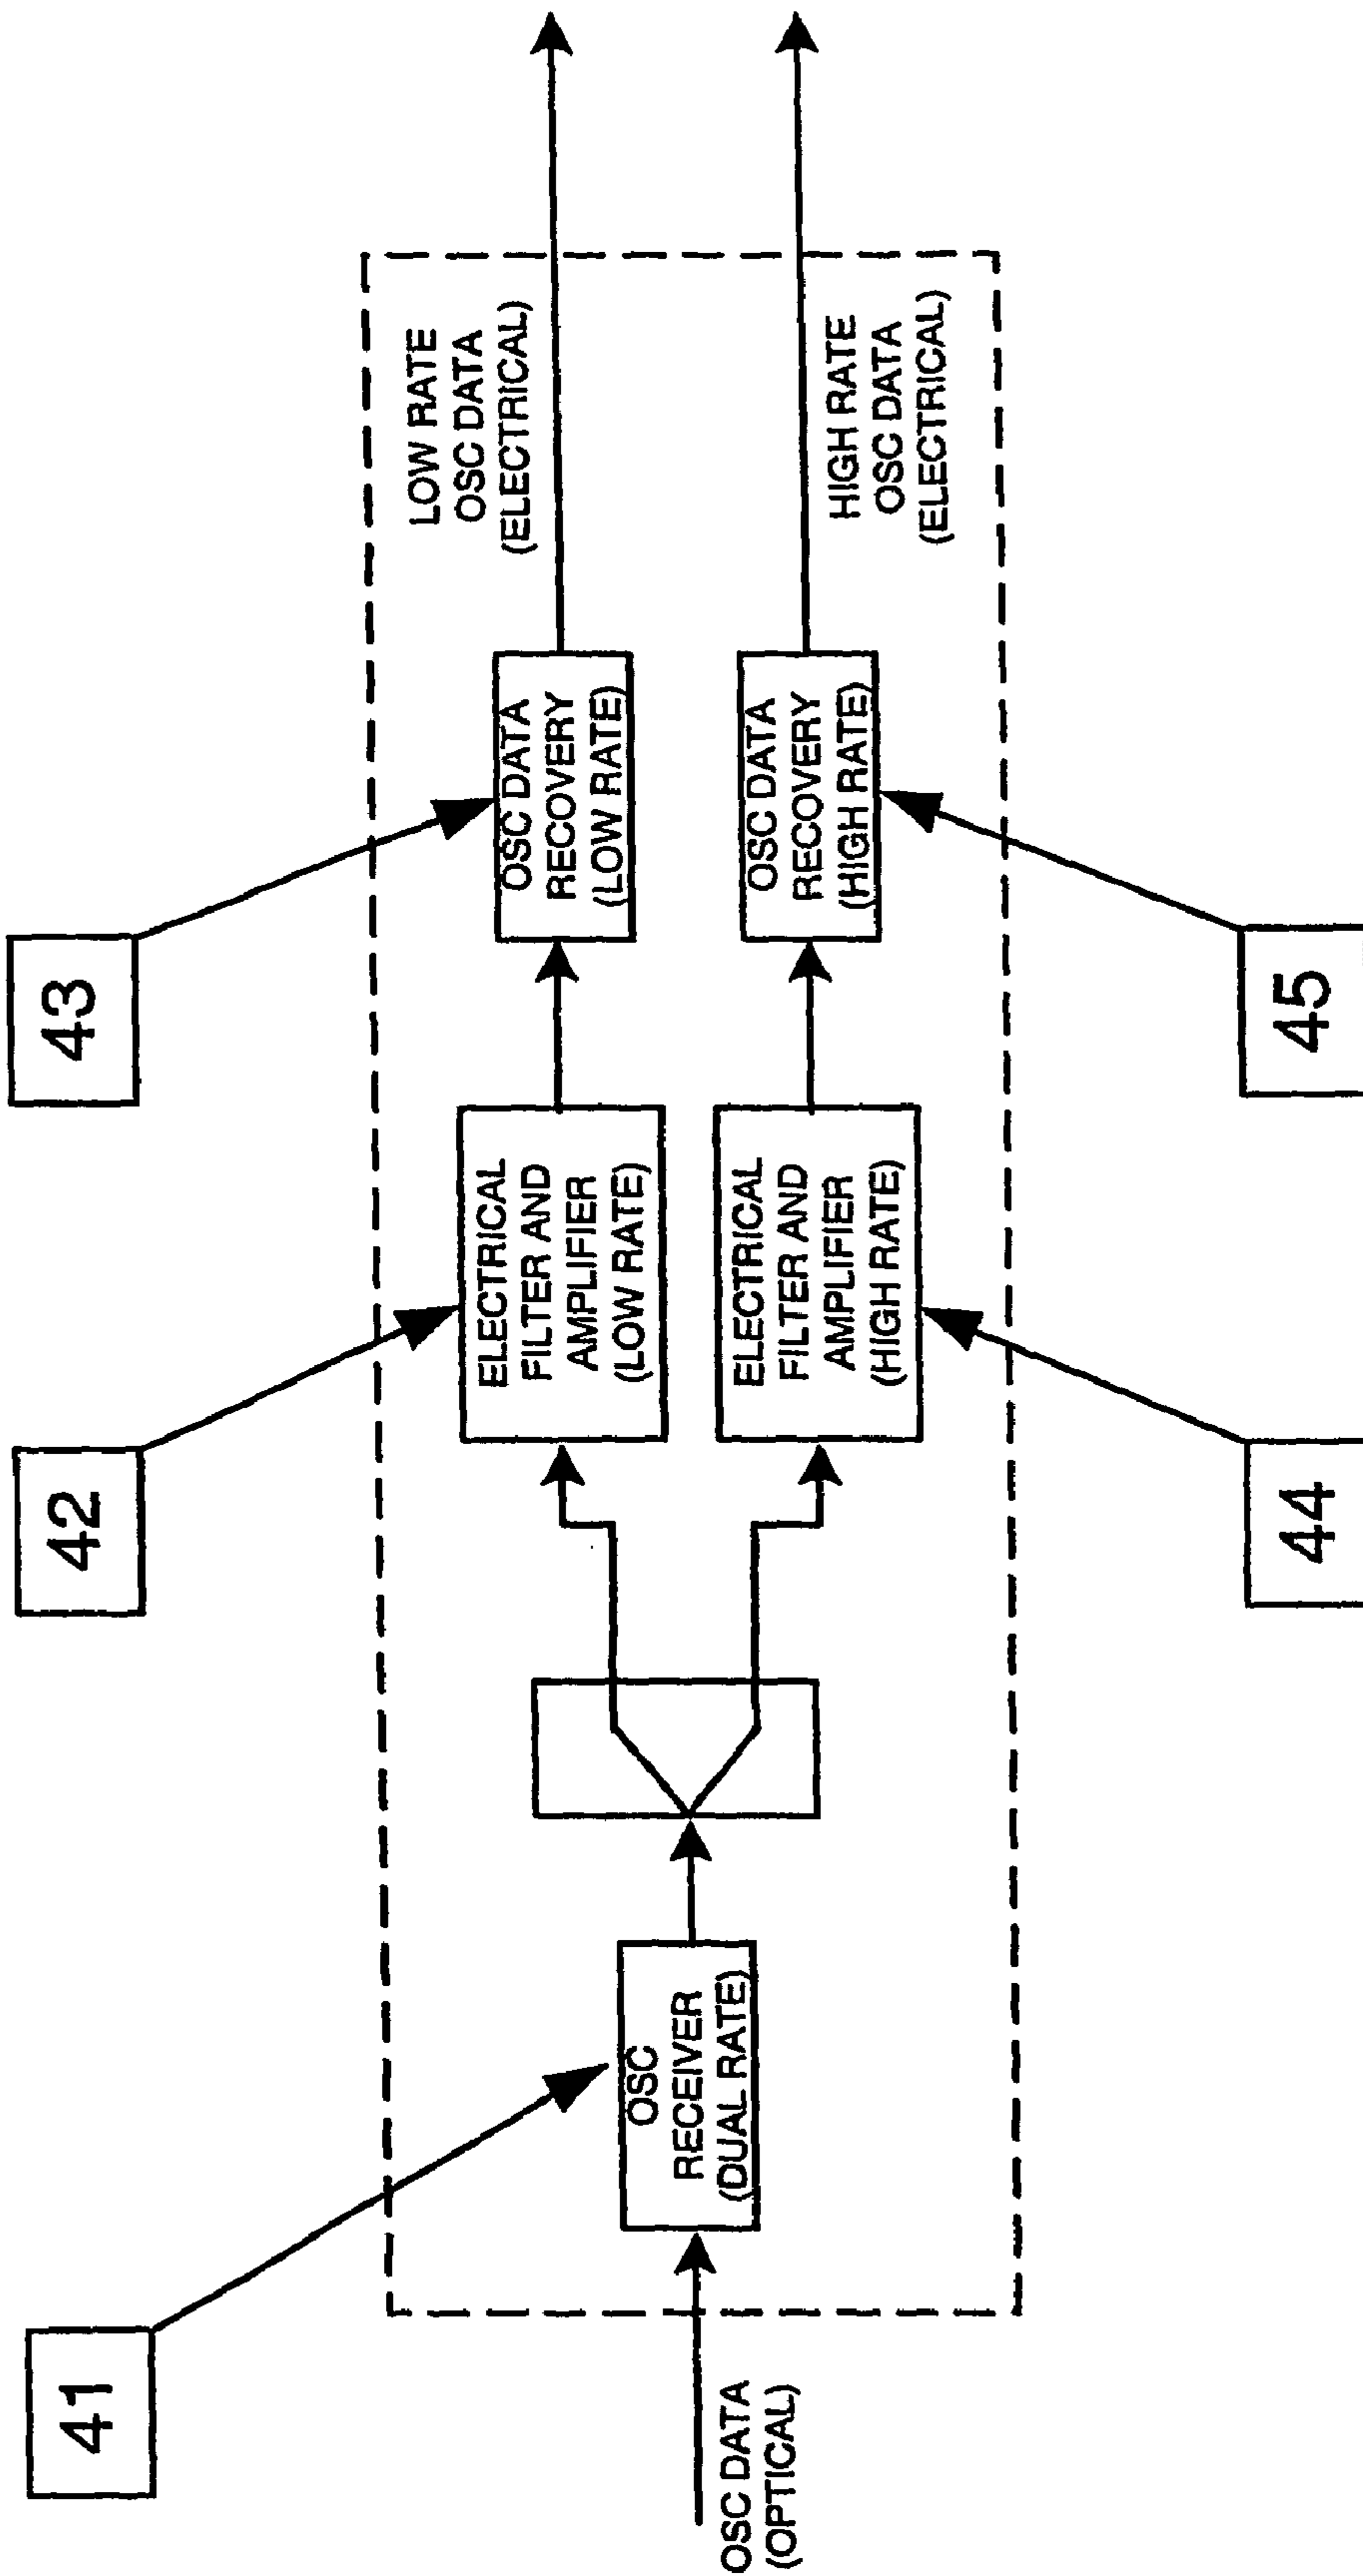 41
42
43
OSC DATA
(OPTICAL)
OSC
RECEIVER
(DUAL RATE)
ELECTRICAL
FILTER AND
AMPLIFIER
(LOW RATE)
OSC DATA
RECOVERY
(LOW RATE)
LOW RATE
OSC DATA
(ELECTRICAL)
ELECTRICAL
FILTER AND
AMPLIFIER
(HIGH RATE)
OSC DATA
RECOVERY
(HIGH RATE)
HIGH RATE
OSC DATA
(ELECTRICAL)
44
45